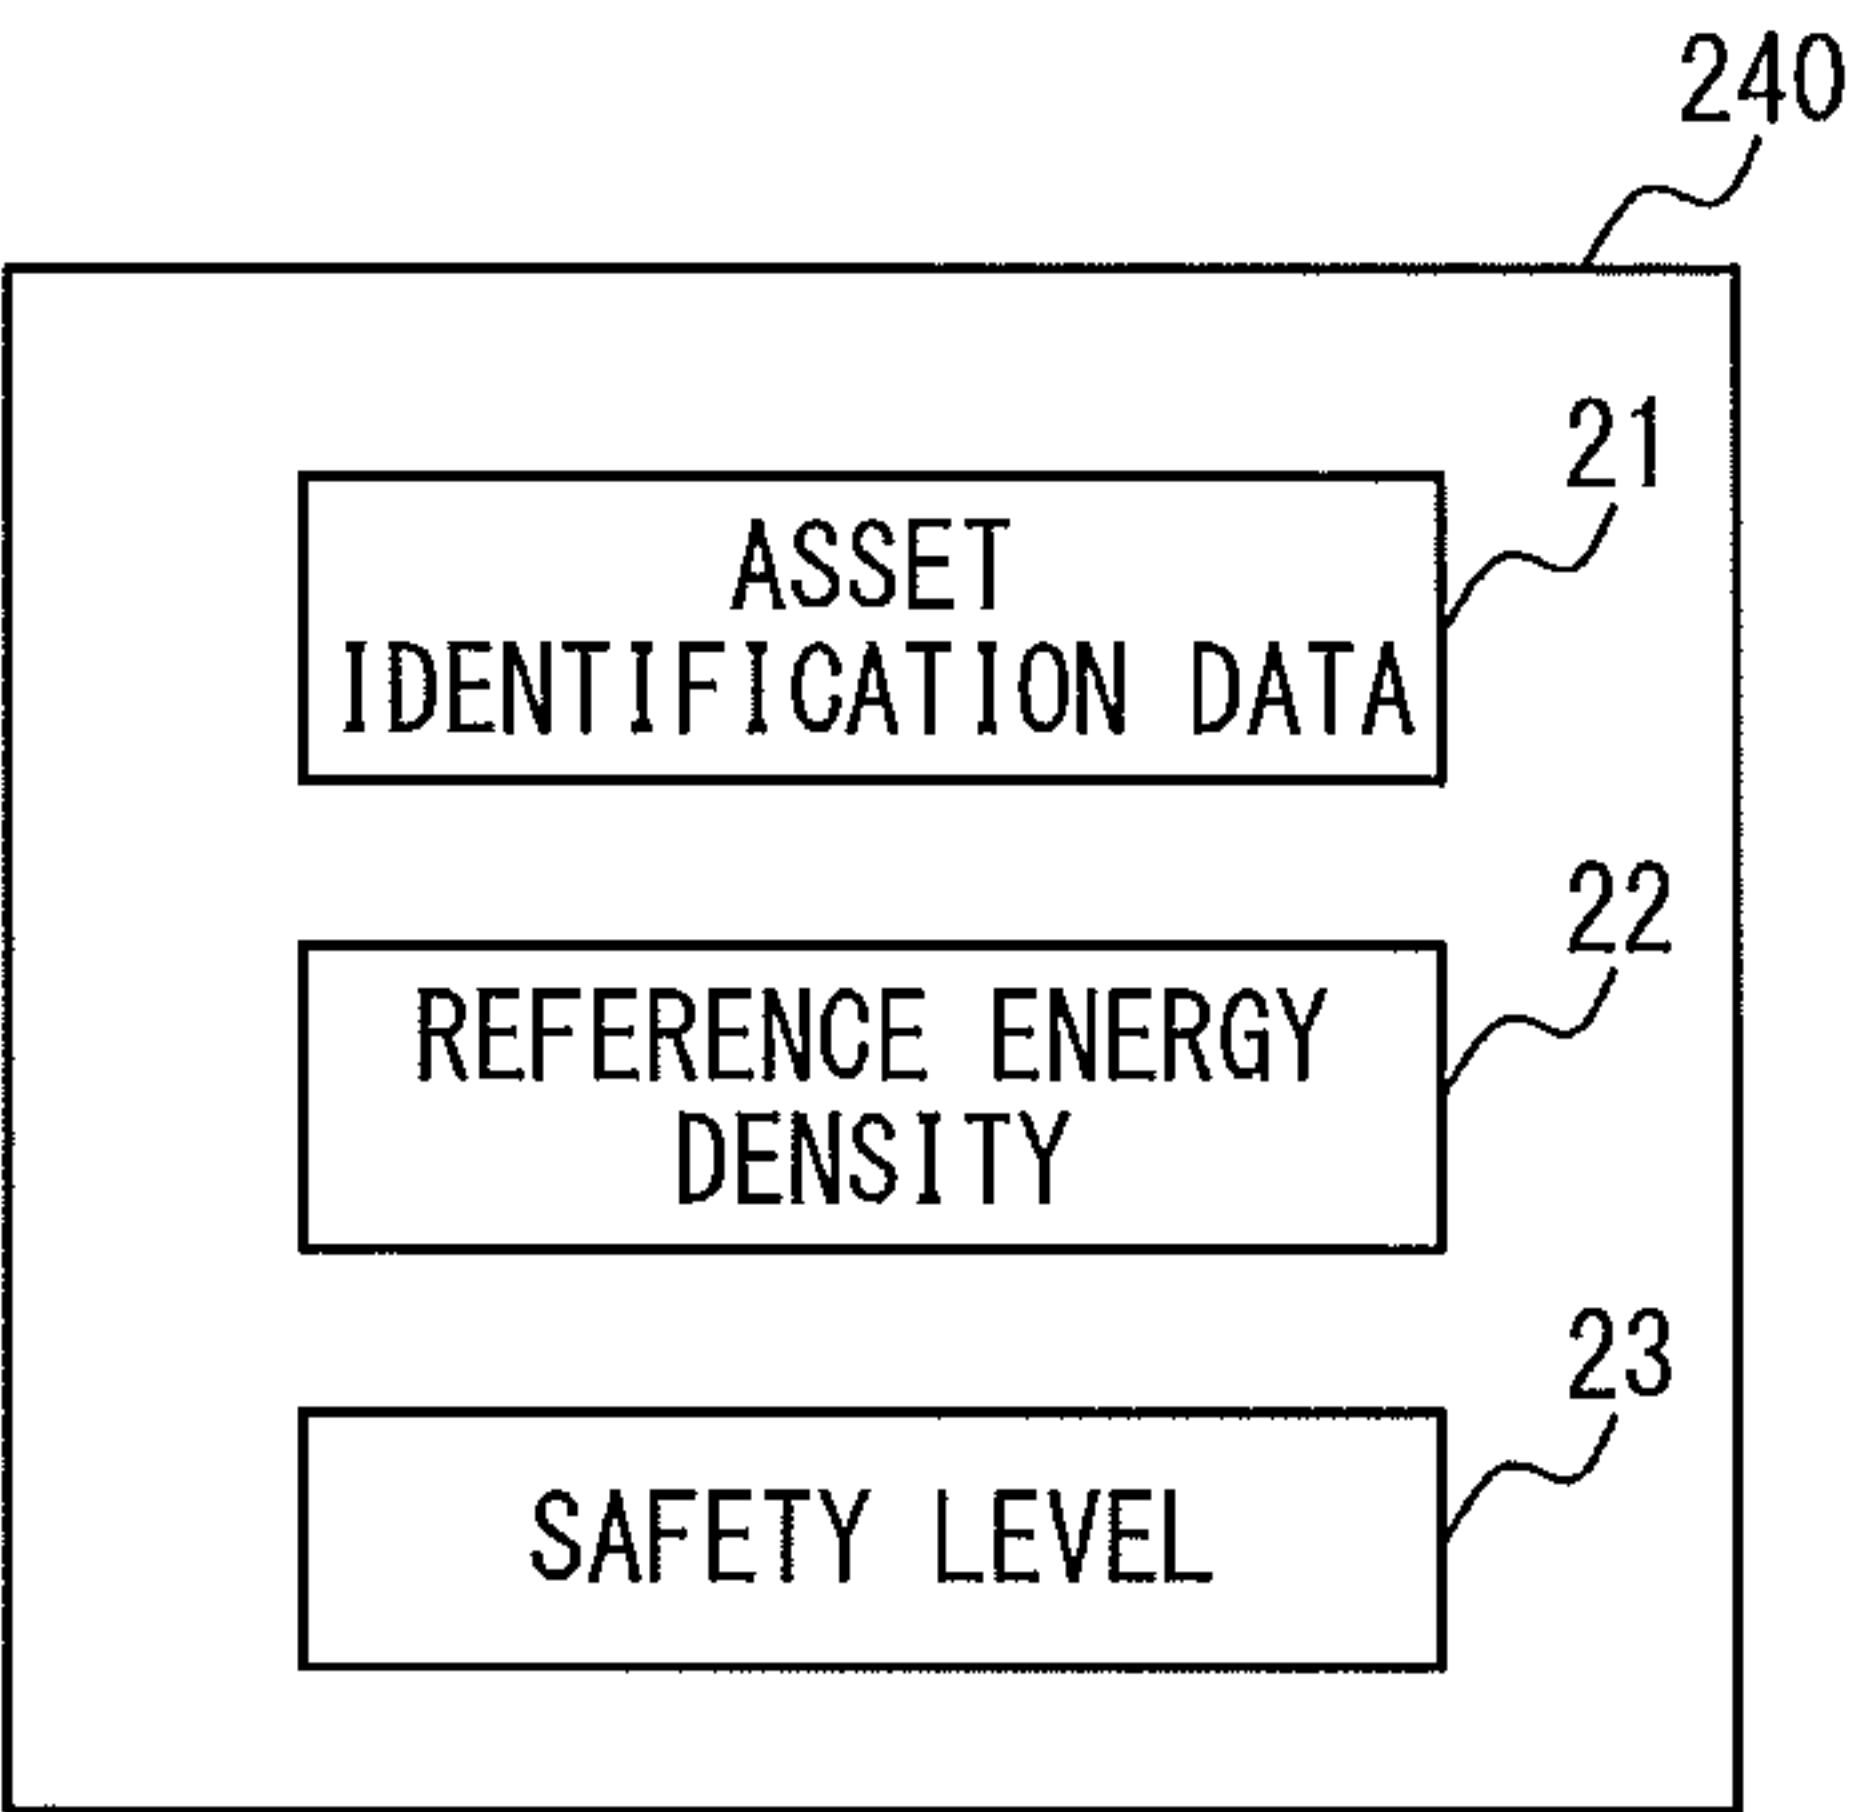 240
21
ASSET
IDENTIFICATION DATA
22
REFERENCE ENERGY
DENSITY
23
SAFETY LEVEL